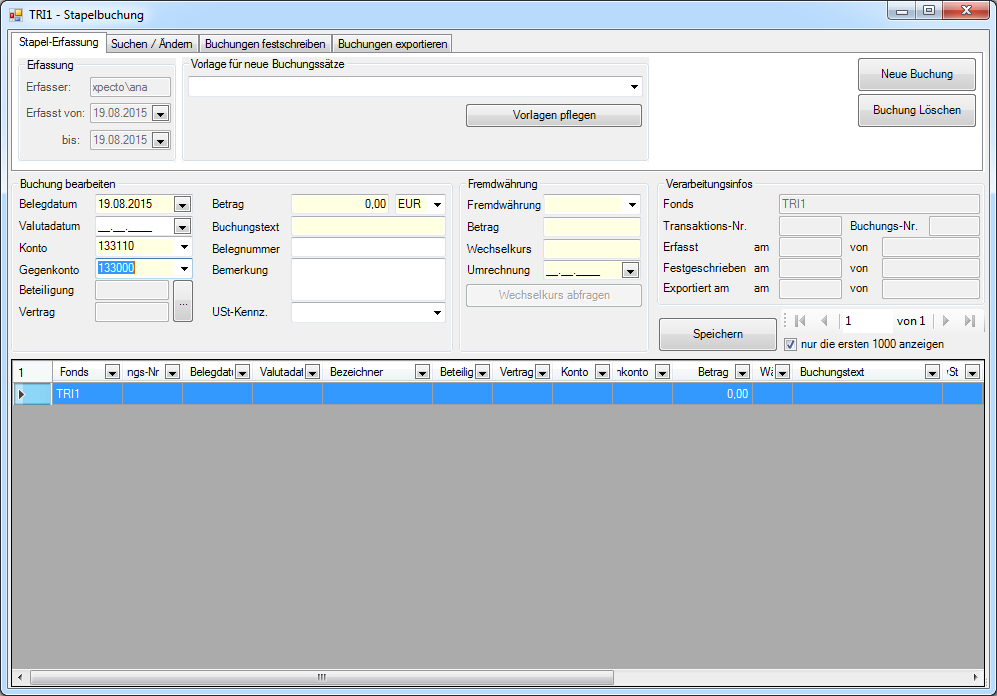 TRI1 - Stapelbuchung
Stapel-Erfassung Suchen / Ändern Buchungen festschreiben Buchungen exportieren
Erfassung
Erfasser: xpecto\ana
Erfasst von: 19.08.2015
bis: 19.08.2015
Vorlage für neue Buchungssätze
Vorlagen pflegen
Neue Buchung
Buchung Löschen
Buchung bearbeiten
Belegdatum 19.08.2015
Valutadatum __.__.____
Konto 133110
Gegenkonto 133000
Beteiligung
Vertrag
...
Betrag 0,00 EUR
Buchungstext
Belegnummer
Bemerkung
USt-Kennz.
Fremdwährung
Fremdwährung
Betrag
Wechselkurs
Umrechnung __.__.____
Wechselkurs abfragen
Verarbeitungsinfos
Fonds TRI1
Transaktions-Nr. Buchungs-Nr.
Erfasst am von
Festgeschrieben am von
Exportiert am am von
Speichern
1 von 1
nur die ersten 1000 anzeigen
1 Fonds ngs-Nr Belegdatu Valutadat Bezeichner Beteilig Vertrag Konto nkonto Betrag Wä Buchungstext St
TRI1 0,00